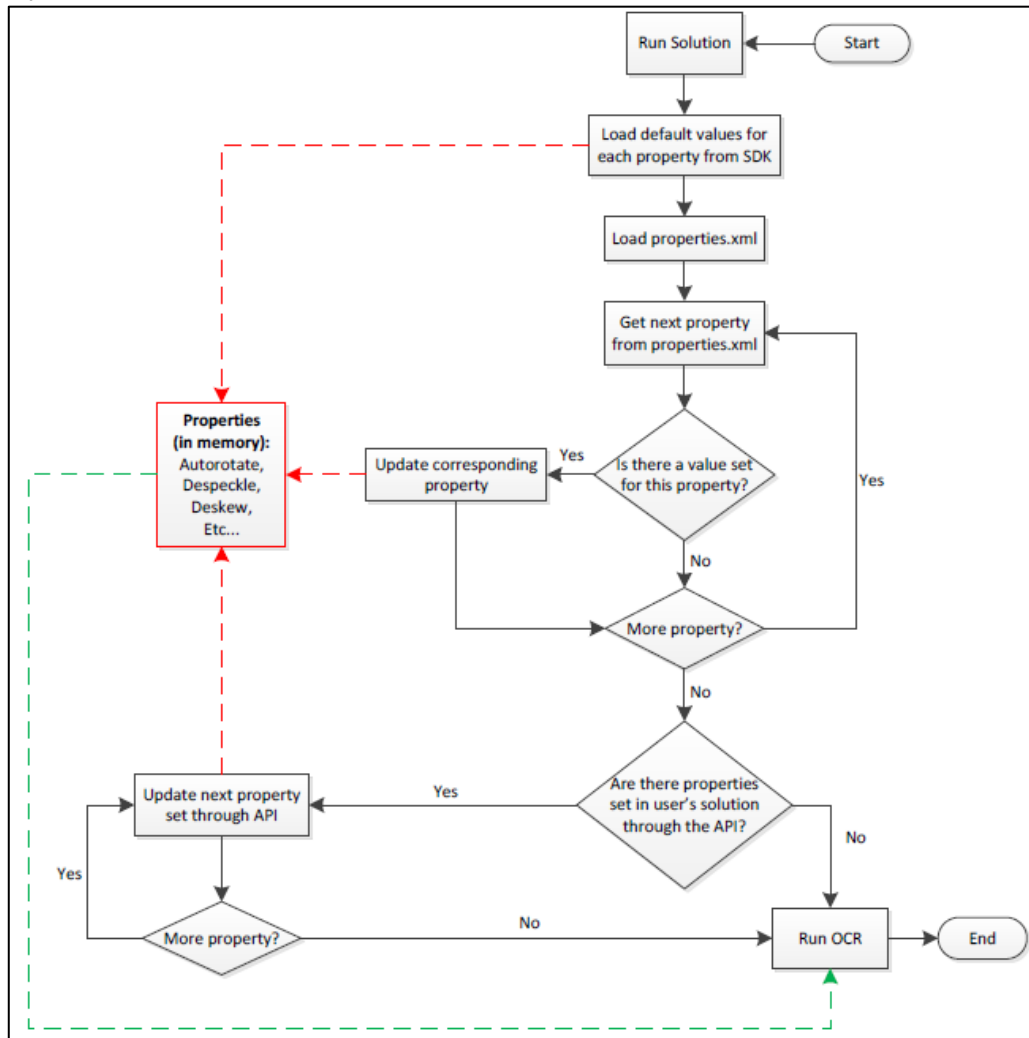 Run Solution
Start
Load default values for
each property from SDK
Load properties.xml
Get next property
from properties.xml
Properties
(in memory):
Autorotate,
Despeckle,
Deskew,
Etc...
Update corresponding
property
Yes
Is there a value set
for this property?
Yes
No
More property?
No
Update next property
set through API
Yes
Are there properties
set in user's solution
through the API?
No
Yes
More property?
No
Run OCR
End